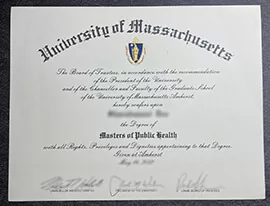 University of Massachusetts
The Board of Trustees, in accordance with the recommendation
of the President of the University
and of the Chancellor and Faculty of the Graduate School
of the University of Massachusetts Amherst,
hereby confers upon
the Degree of
Masters of Public Health
with all Rights, Privileges and Dignities appertaining to that Degree.
Given at Amherst